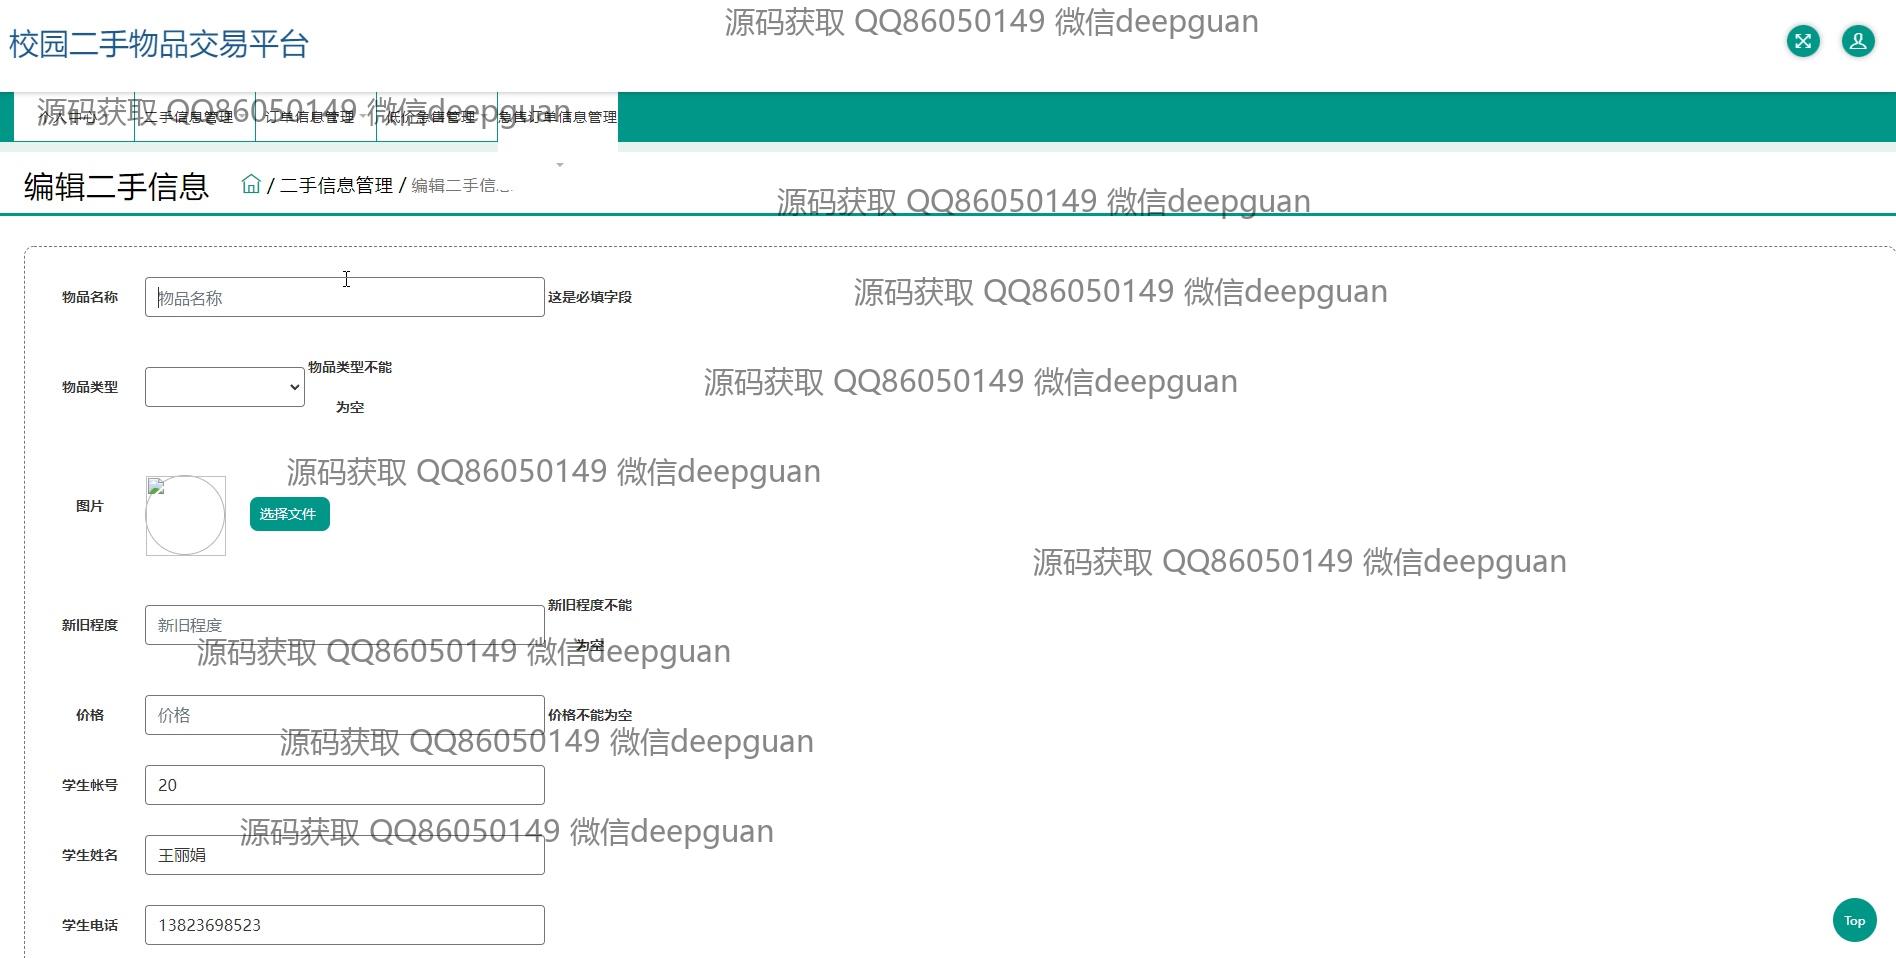 源码获取 QQ86050149 微信deepguan
校园二手物品交易平台
源码获取 QQ86050149 微信deepguan
个人中心 二手信息管理 订单信息管理 低价急售管理 急售订单信息管理
编辑二手信息 / 二手信息管理 / 编辑二手信息
源码获取 QQ86050149 微信deepguan
物品名称 物品名称 这是必填字段
源码获取 QQ86050149 微信deepguan
物品类型 物品类型不能
为空
源码获取 QQ86050149 微信deepguan
源码获取 QQ86050149 微信deepguan
图片 选择文件
源码获取 QQ86050149 微信deepguan
新旧程度 新旧程度 新旧程度不能
为空
源码获取 QQ86050149 微信deepguan
价格 价格 价格不能为空
源码获取 QQ86050149 微信deepguan
学生帐号 20
源码获取 QQ86050149 微信deepguan
学生姓名 王丽娟
学生电话 13823698523
Top